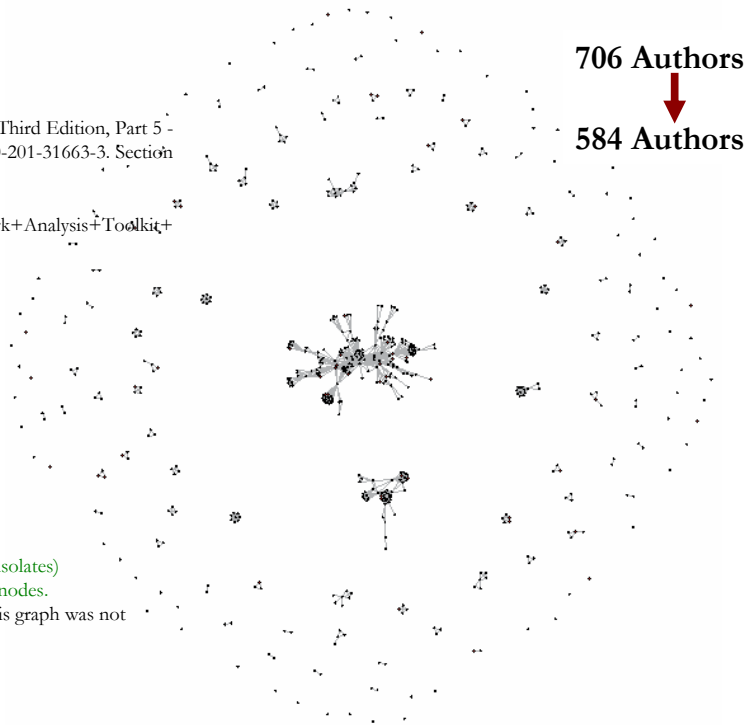 706 Authors
584 Authors
Third Edition, Part 5 -
-201-31663-3. Section
k+Analysis+Toolkit+
solates)
nodes.
is graph was not